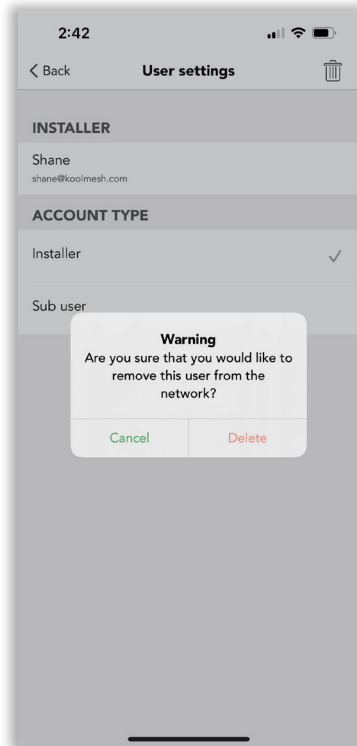 2:42
Back User settings
INSTALLER
Shane
shane@koolmesh.com
ACCOUNT TYPE
Installer
Sub user
Warning
Are you sure that you would like to
remove this user from the
network?
Cancel Delete